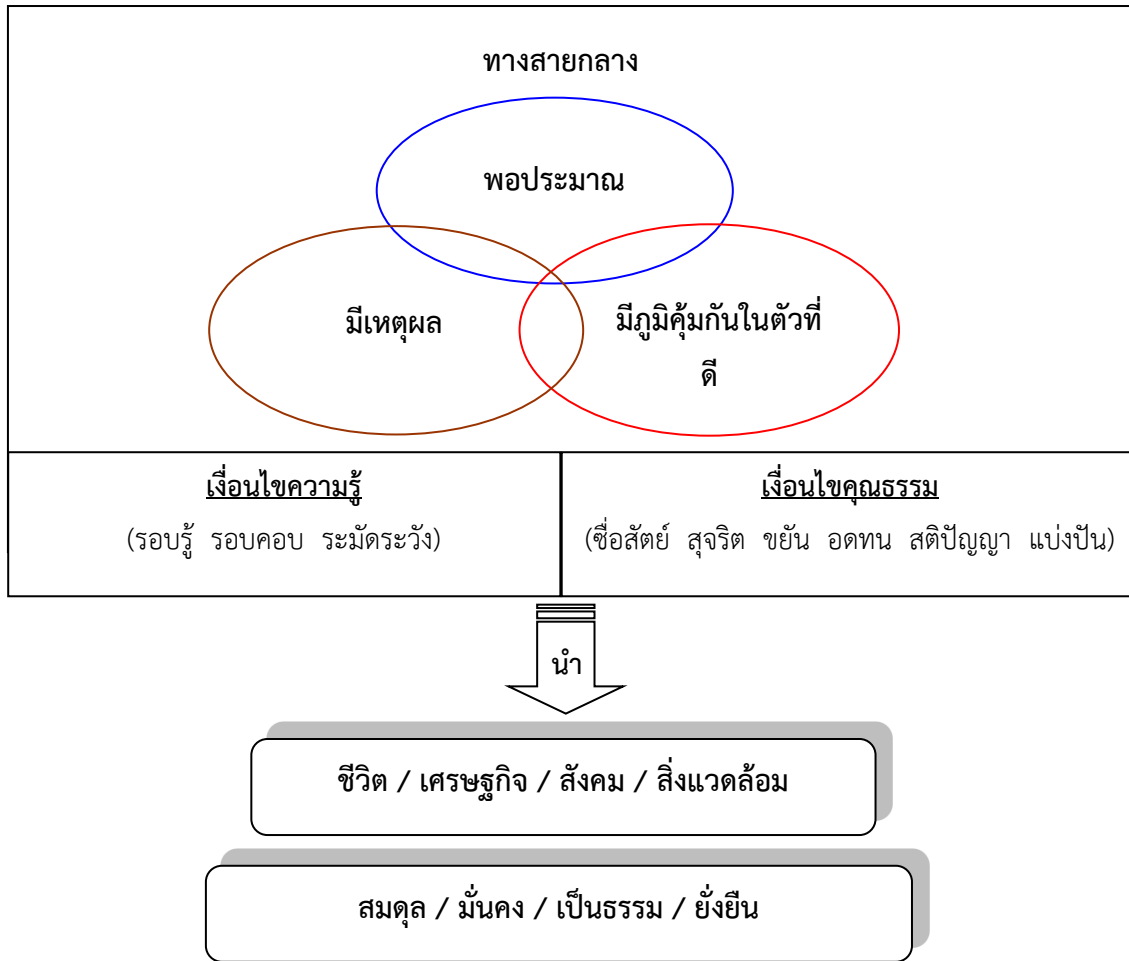 ทางสายกลาง
พอประมาณ
มีเหตุผล
มีภูมิคุ้มกันในตัวที่
ดี
เงื่อนไขความรู้
(รอบรู้ รอบคอบ ระมัดระวัง)
เงื่อนไขคุณธรรม
(ซื่อสัตย์ สุจริต ขยัน อดทน สติปัญญา แบ่งปัน)
นำ
ชีวิต / เศรษฐกิจ / สังคม / สิ่งแวดล้อม
สมดุล / มั่นคง / เป็นธรรม / ยั่งยืน